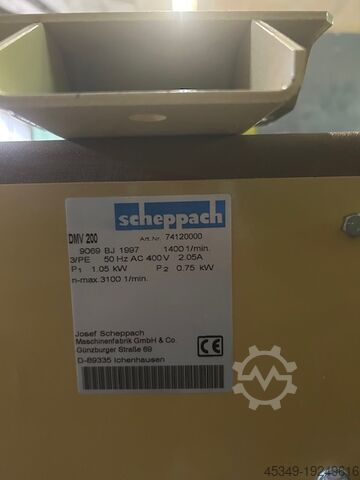 scheppach
DMV 200 Art. Nr. 74120000
9069 BJ 1997 1400 1/min.
3/PE 50 Hz AC 400 V 2.05A
P1 1.05 kW P2 0.75 kW
n-max. 3100 1/min.
Josef Scheppach
Maschinenfabrik GmbH & Co.
Günzburger Straße 69
D-89335 Ichenhausen
CE
45349-19249616